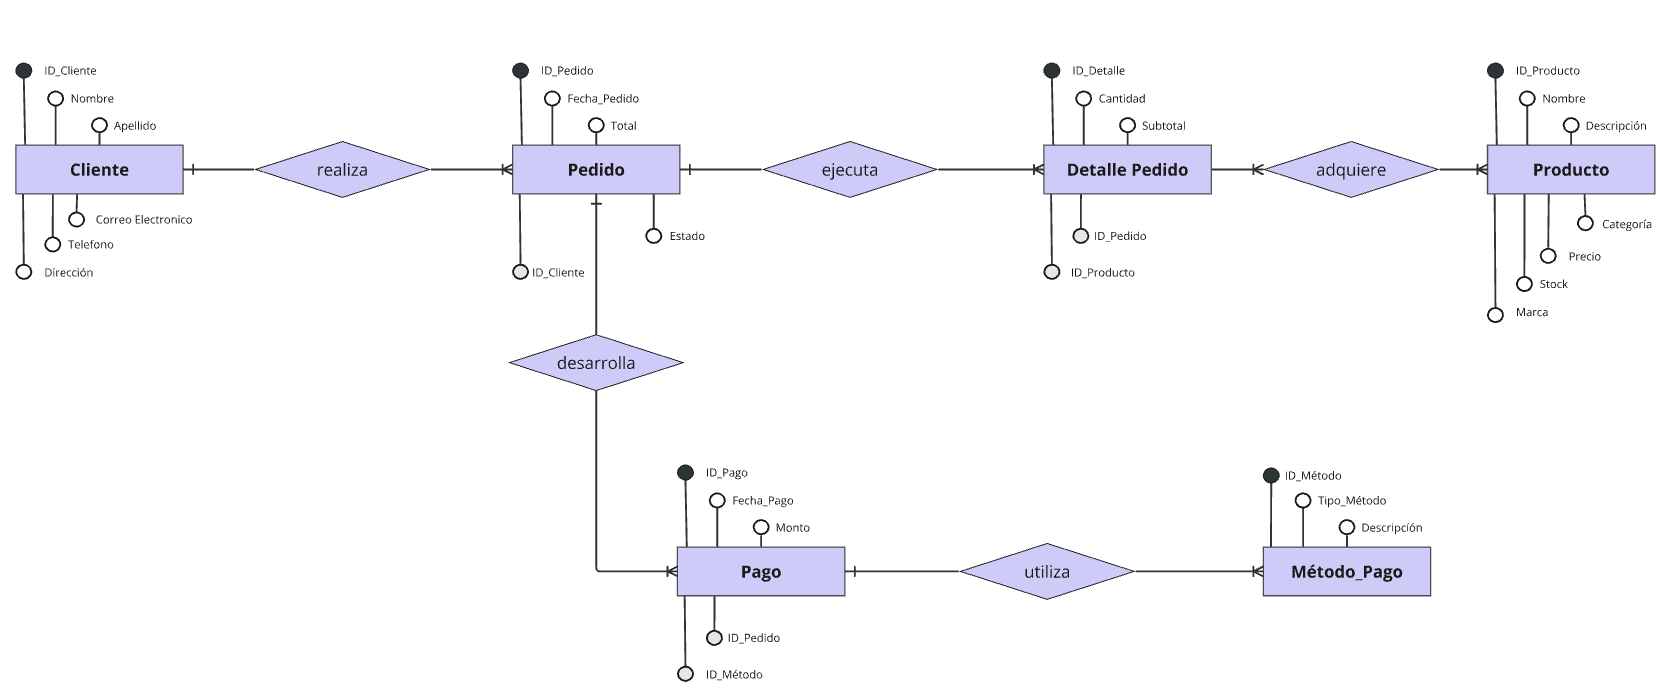 ID_Cliente
Nombre
Apellido
Cliente
Correo Electronico
Telefono
Dirección
realiza
ID_Pedido
Fecha_Pedido
Total
Pedido
Estado
ID_Cliente
ejecuta
ID_Detalle
Cantidad
Subtotal
Detalle Pedido
ID_Pedido
ID_Producto
adquiere
ID_Producto
Nombre
Descripción
Producto
Categoría
Precio
Stock
Marca
desarrolla
ID_Pago
Fecha_Pago
Monto
Pago
ID_Pedido
ID_Método
utiliza
ID_Método
Tipo_Método
Descripcíón
Método_Pago